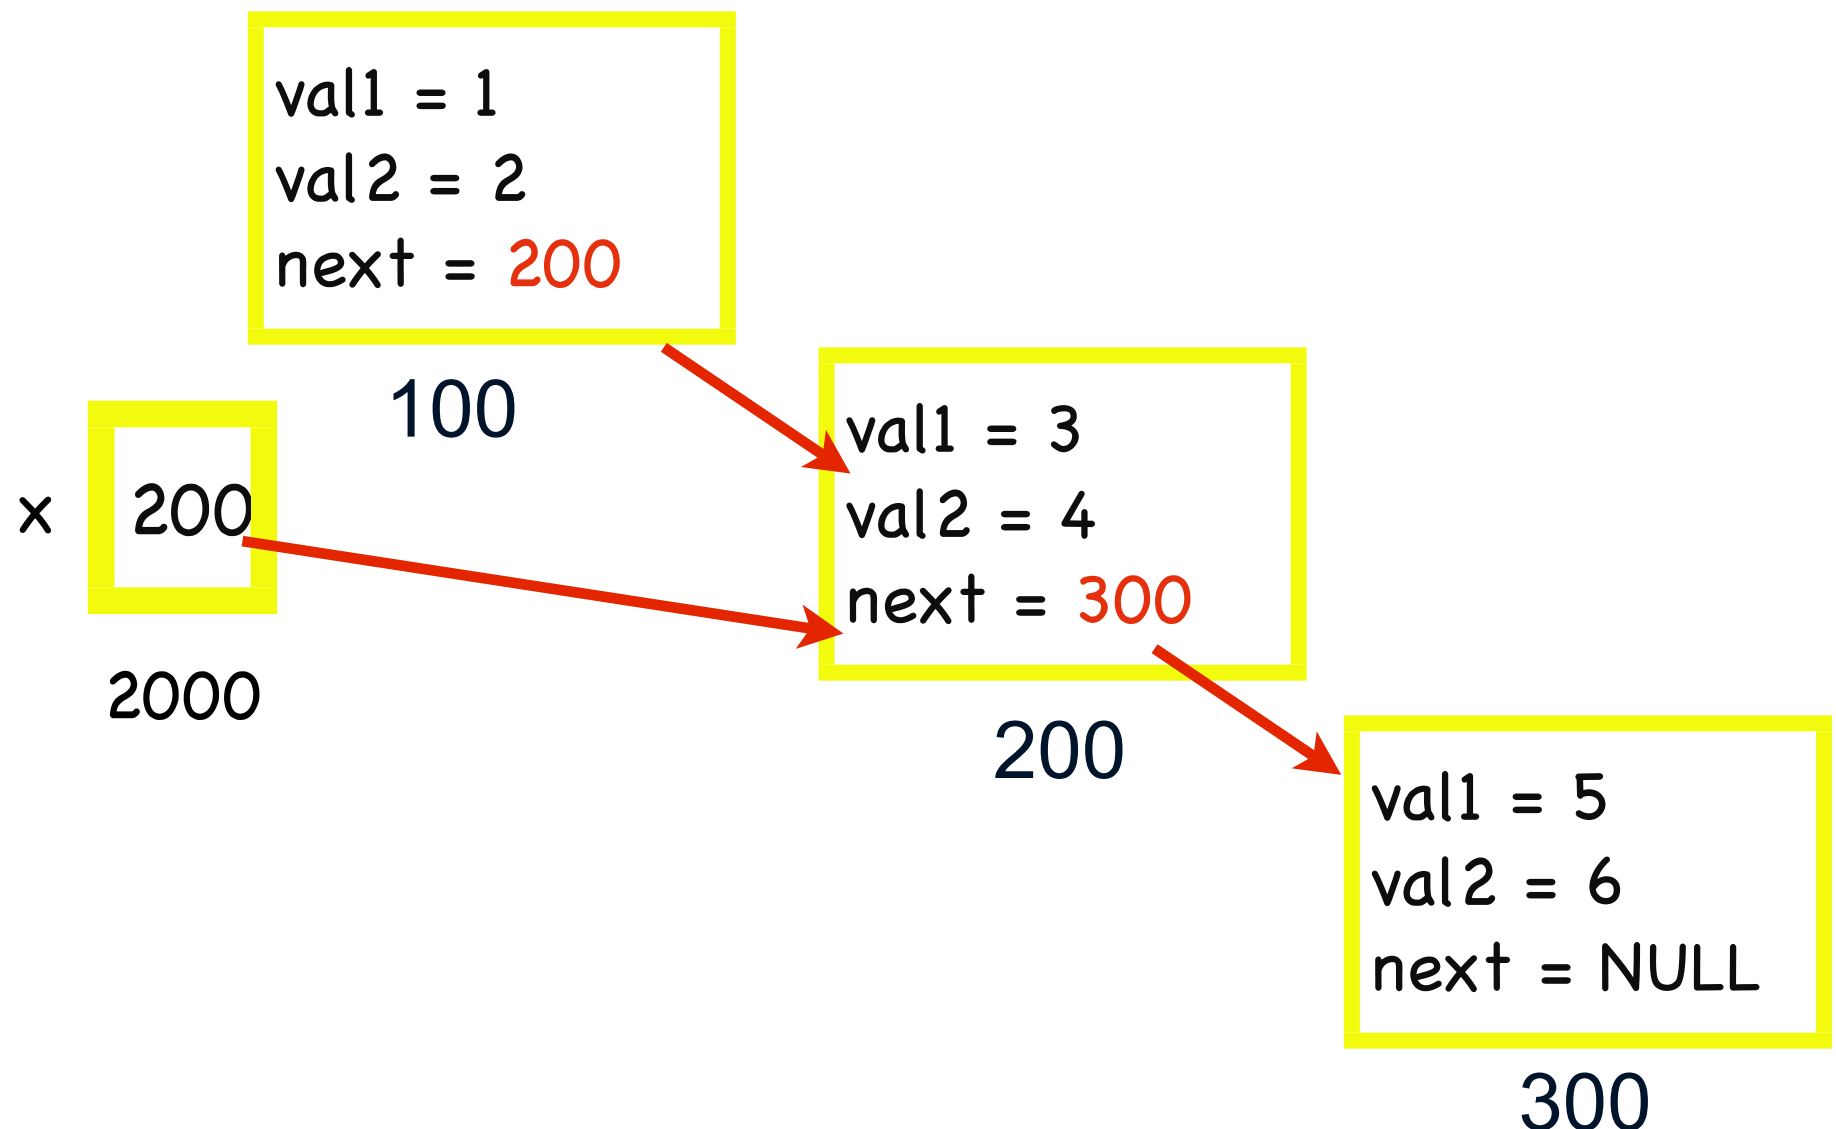 val1 = 1
val2 = 2
next = 200
100
x 200
2000
val1 = 3
val2 = 4
next = 300
200
val1 = 5
val2 = 6
next = NULL
300